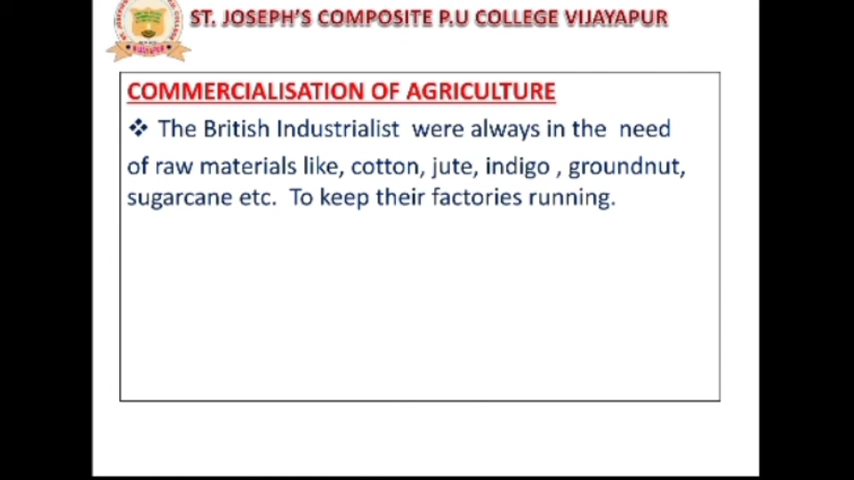 ST. JOSEPH'S COMPOSITE P.U COLLEGE VIJAYAPUR
COMMERCIALISATION OF AGRICULTURE
❖ The British Industrialist were always in the need
of raw materials like, cotton, jute, indigo , groundnut,
sugarcane etc. To keep their factories running.